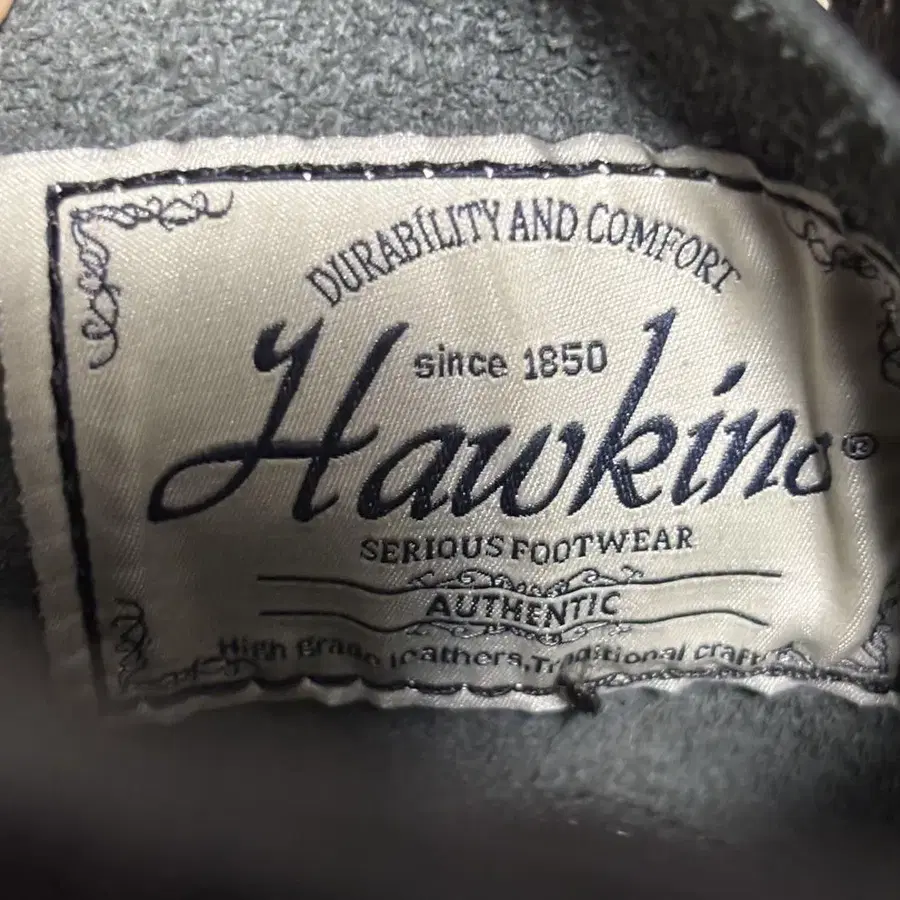 DURABILITY AND COMFORT
since 1850
Hawkins®
SERIOUS FOOTWEAR
AUTHENTIC
High grade leathers, Traditional craft